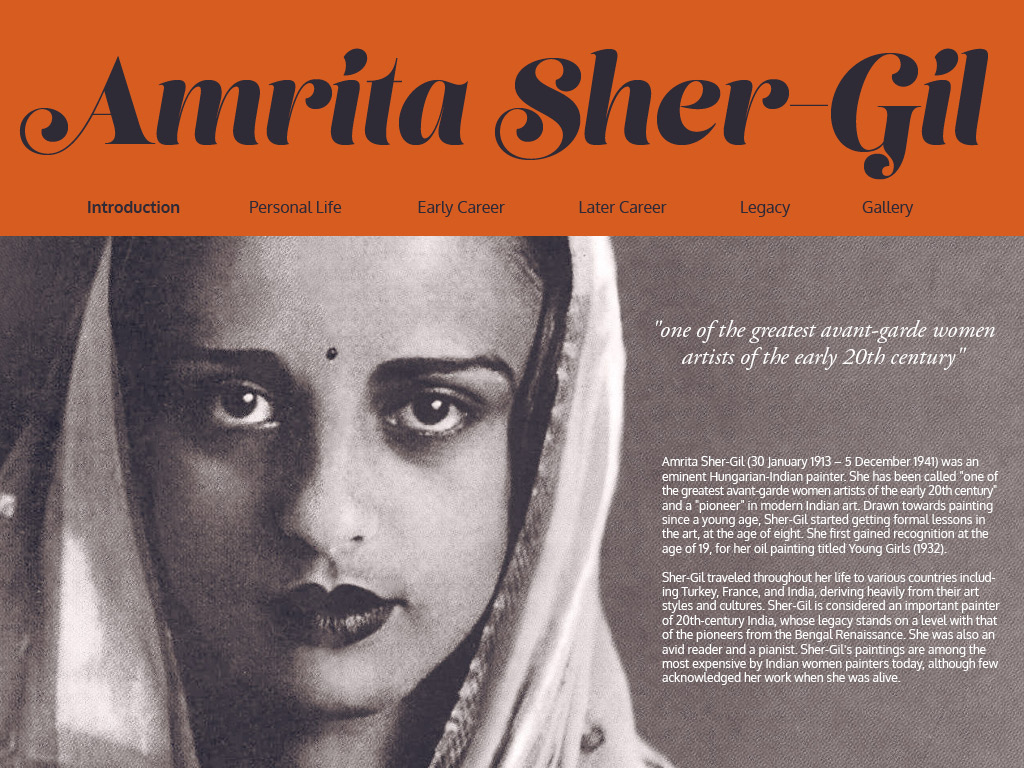 Amrita Sher-Gil
Introduction Personal Life Early Career Later Career Legacy Gallery
"one of the greatest avant-garde women
artists of the early 20th century"
Amrita Sher-Gil (30 January 1913 – 5 December 1941) was an
eminent Hungarian-Indian painter. She has been called "one of
the greatest avant-garde women artists of the early 20th century"
and a "pioneer" in modern Indian art. Drawn towards painting
since a young age, Sher-Gil started getting formal lessons in
the art, at the age of eight. She first gained recognition at the
age of 19, for her oil painting titled Young Girls (1932).
Sher-Gil traveled throughout her life to various countries includ-
ing Turkey, France, and India, deriving heavily from their art
styles and cultures. Sher-Gil is considered an important painter
of 20th-century India, whose legacy stands on a level with that
of the pioneers from the Bengal Renaissance. She was also an
avid reader and a pianist. Sher-Gil's paintings are among the
most expensive by Indian women painters today, although few
acknowledged her work when she was alive.